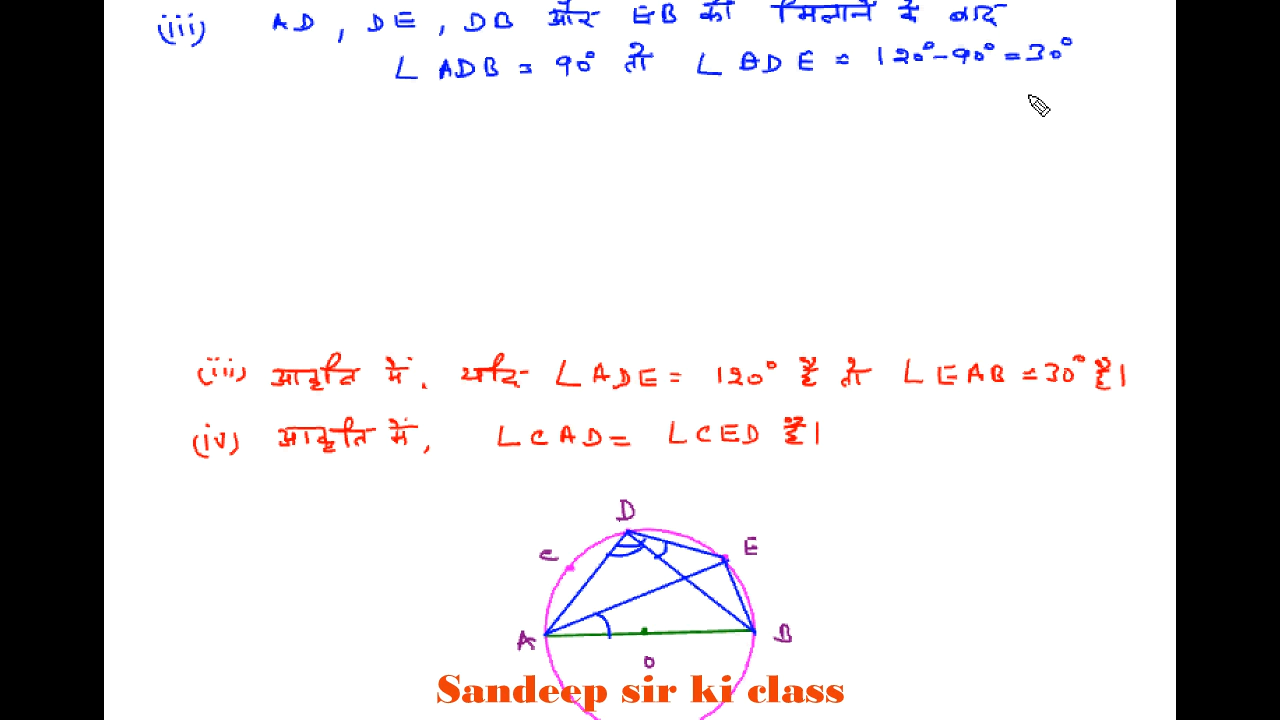 (iii) AD, DE, DB और EB को मिलाने के बाद
∠ADB = 90° तो ∠BDE = 120° - 90° = 30°
(iii) आकृति में, यदि ∠ADE = 120° है तो ∠EAB = 30° है।
(iv) आकृति में, ∠CAD = ∠CED है।
D
C
E
A
B
O
Sandeep sir ki class